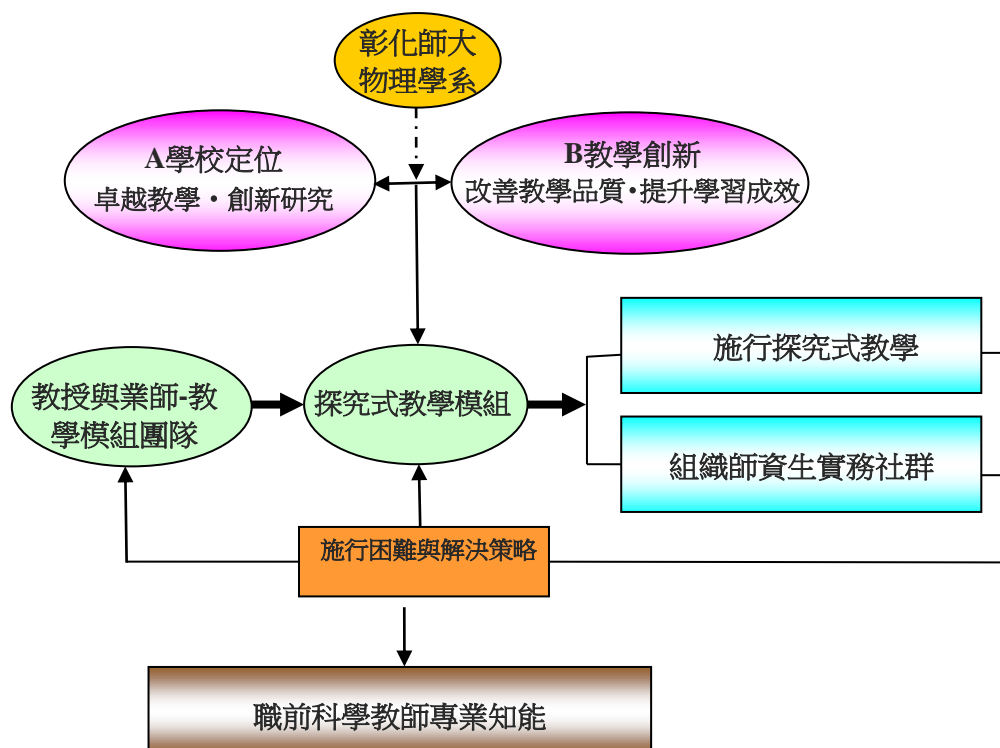 彰化師大
物理學系
A學校定位
卓越教學・創新研究
B教學創新
改善教學品質・提升學習成效
施行探究式教學
教授與業師-教
學模組團隊
探究式教學模組
組織師資生實務社群
施行困難與解決策略
職前科學教師專業知能